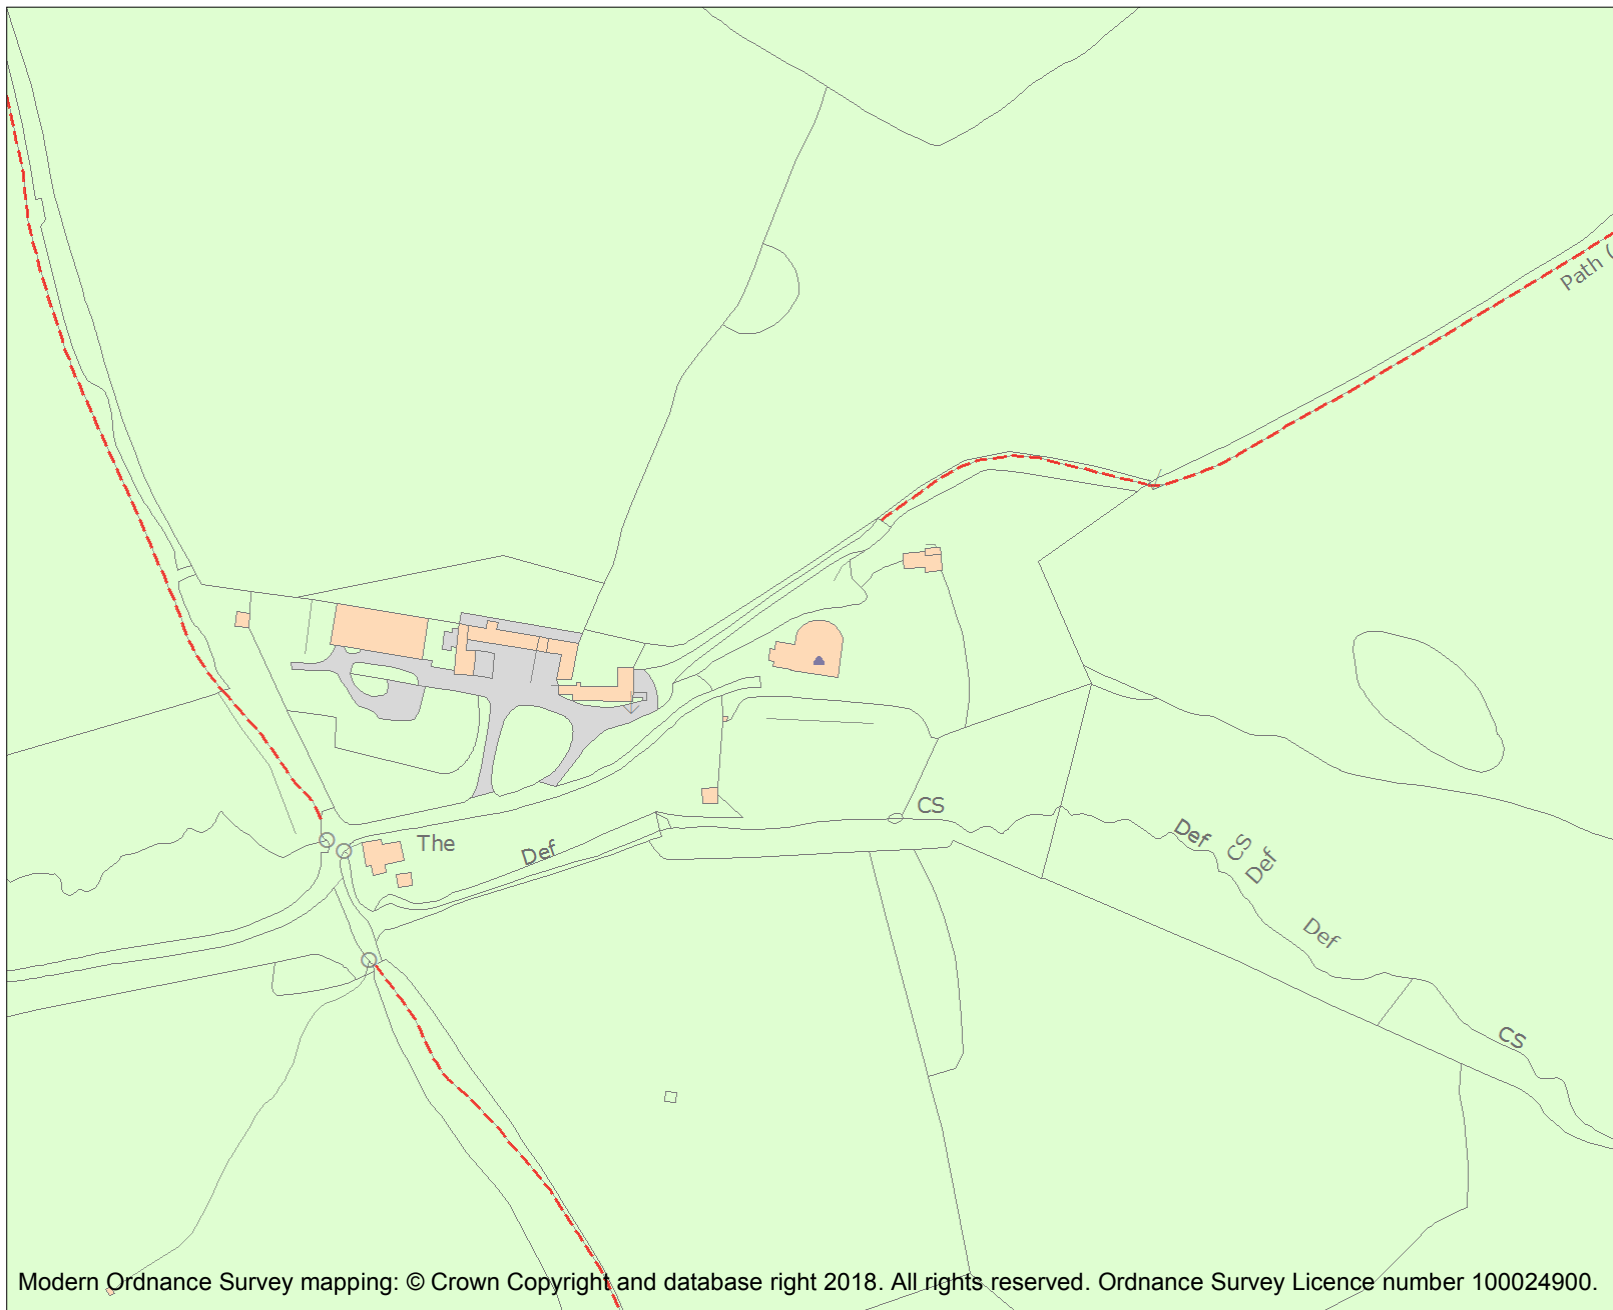 Path (
CS
The
Def
Def
CS
Def
Def
CS
Modern Ordnance Survey mapping: © Crown Copyright and database right 2018. All rights reserved. Ordnance Survey Licence number 100024900.